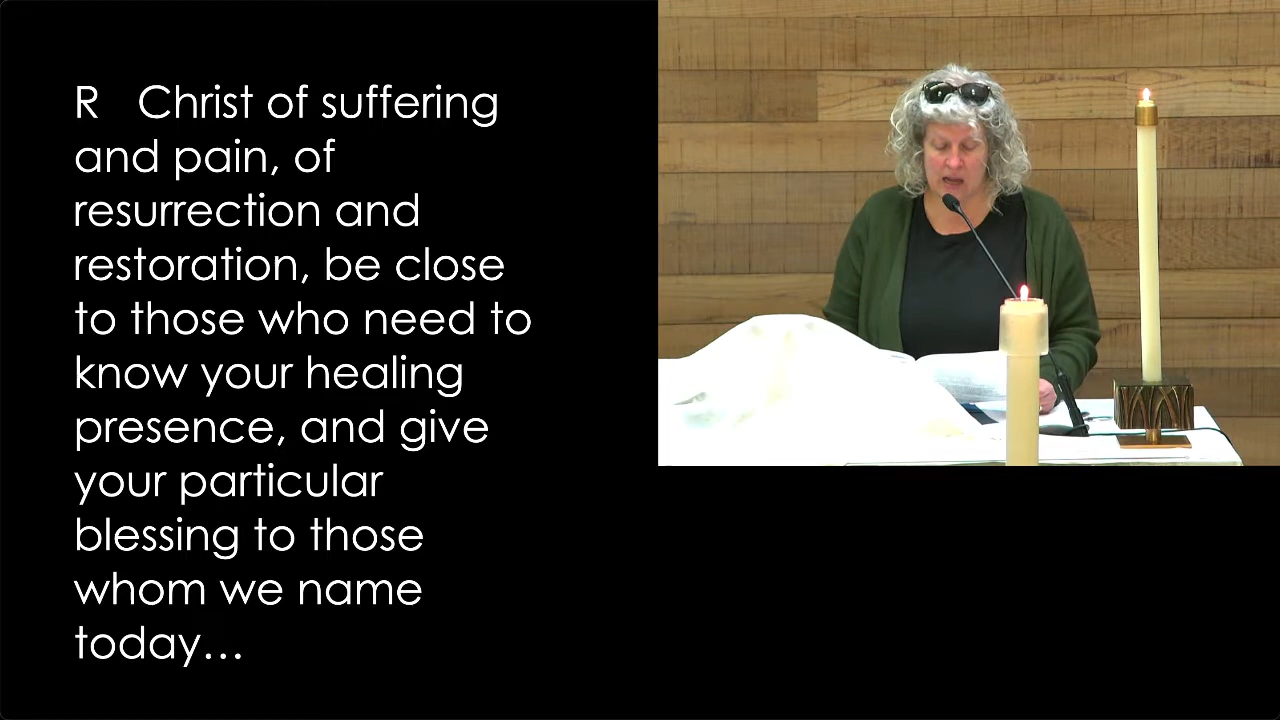 R Christ of suffering
and pain, of
resurrection and
restoration, be close
to those who need to
know your healing
presence, and give
your particular
blessing to those
whom we name
today…